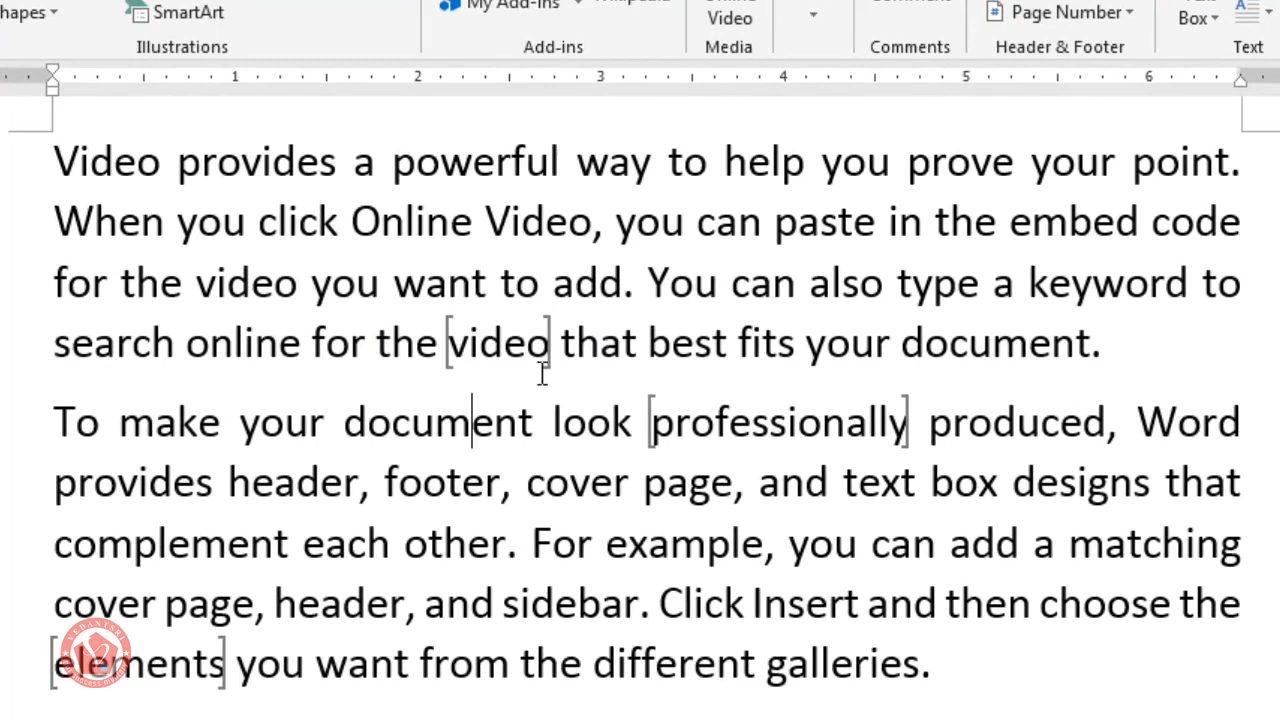 hapes
SmartArt
My Add-ins
Wikipedia
Online
Video
Comment
Page Number
Text
Box
Illustrations
Add-ins
Media
Comments
Header & Footer
Text
1 2 3 4 5 6
Video provides a powerful way to help you prove your point.
When you click Online Video, you can paste in the embed code
for the video you want to add. You can also type a keyword to
search online for the [video] that best fits your document.
To make your document look [professionally] produced, Word
provides header, footer, cover page, and text box designs that
complement each other. For example, you can add a matching
cover page, header, and sidebar. Click Insert and then choose the
[elements] you want from the different galleries.
VEDANTSRI